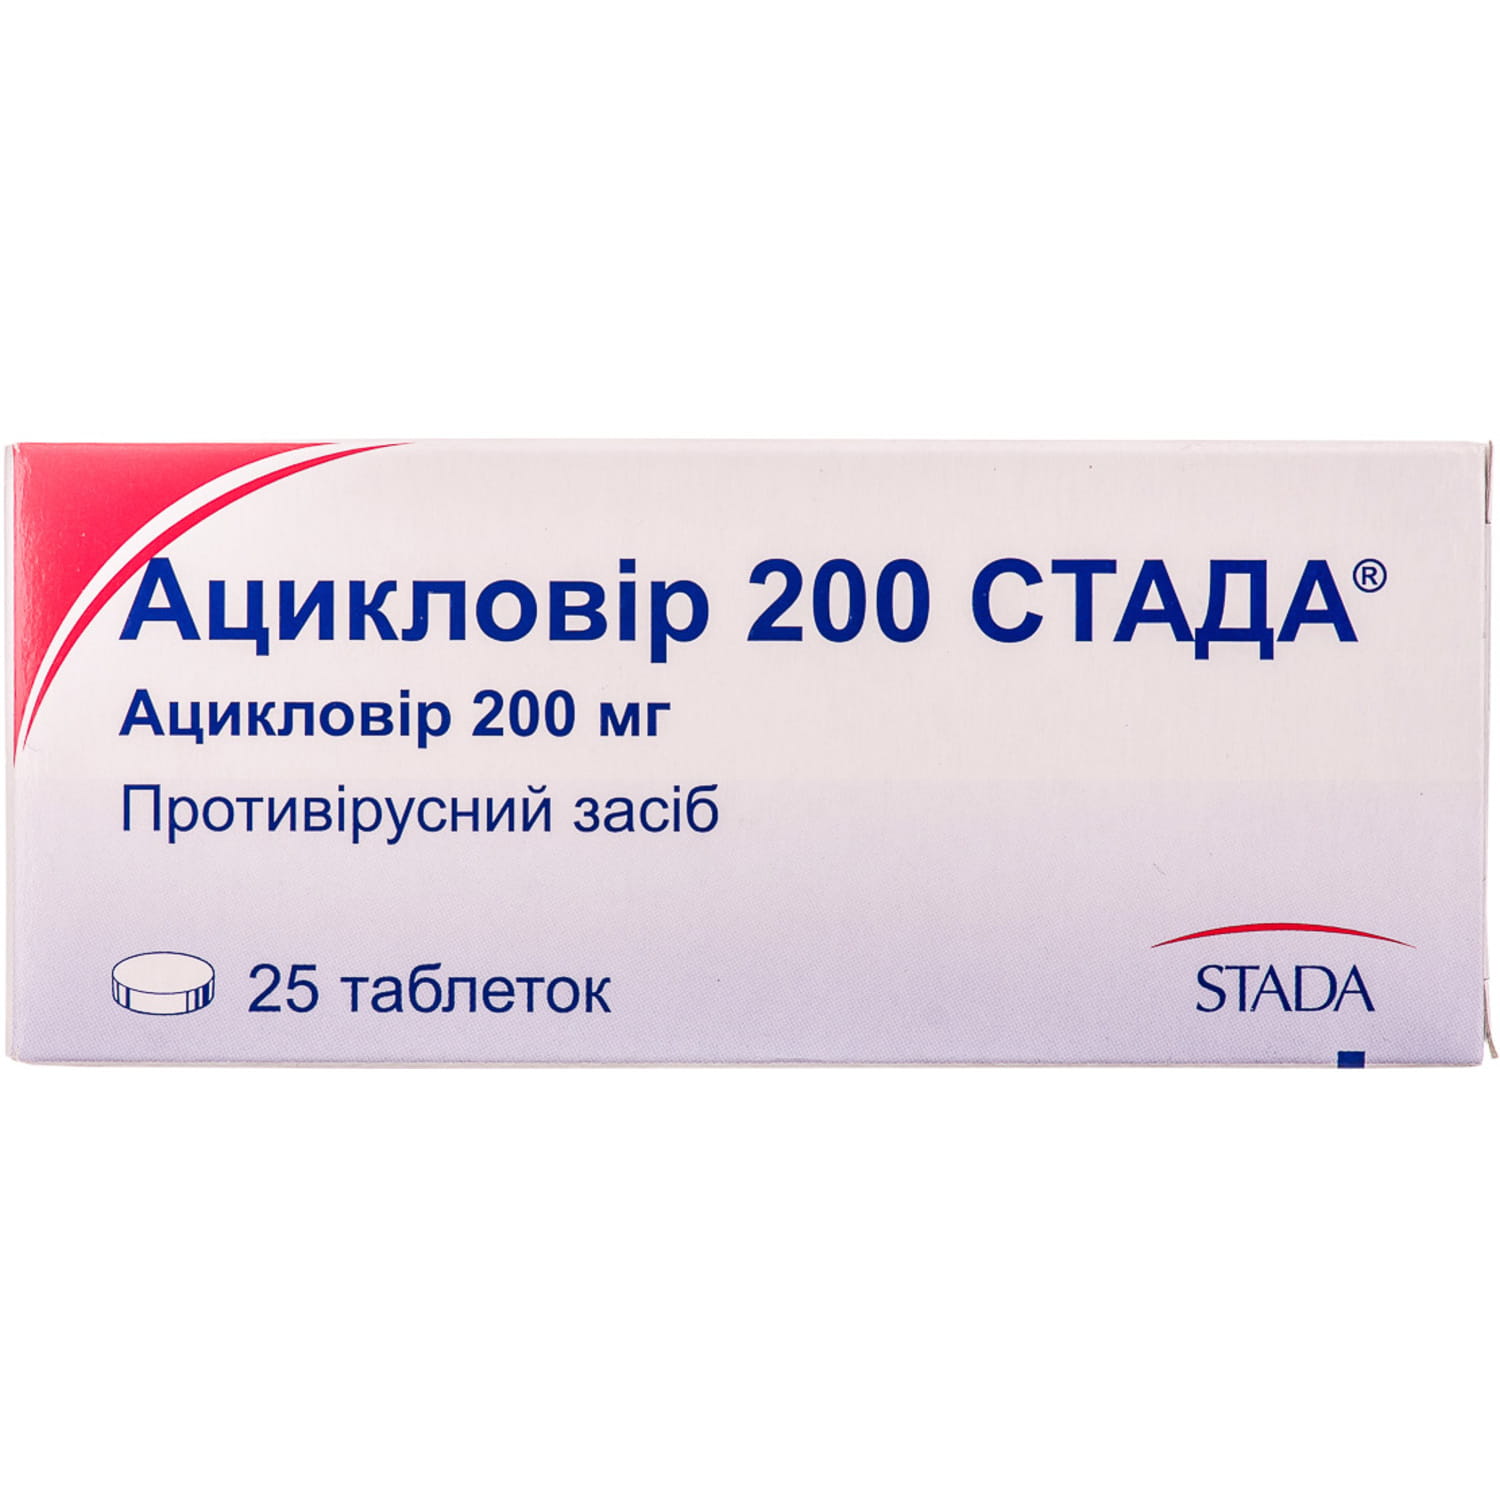 Ацикловір 200 СТАДА®
Ацикловір 200 мг
Противірусний засіб
25 таблеток
STADA